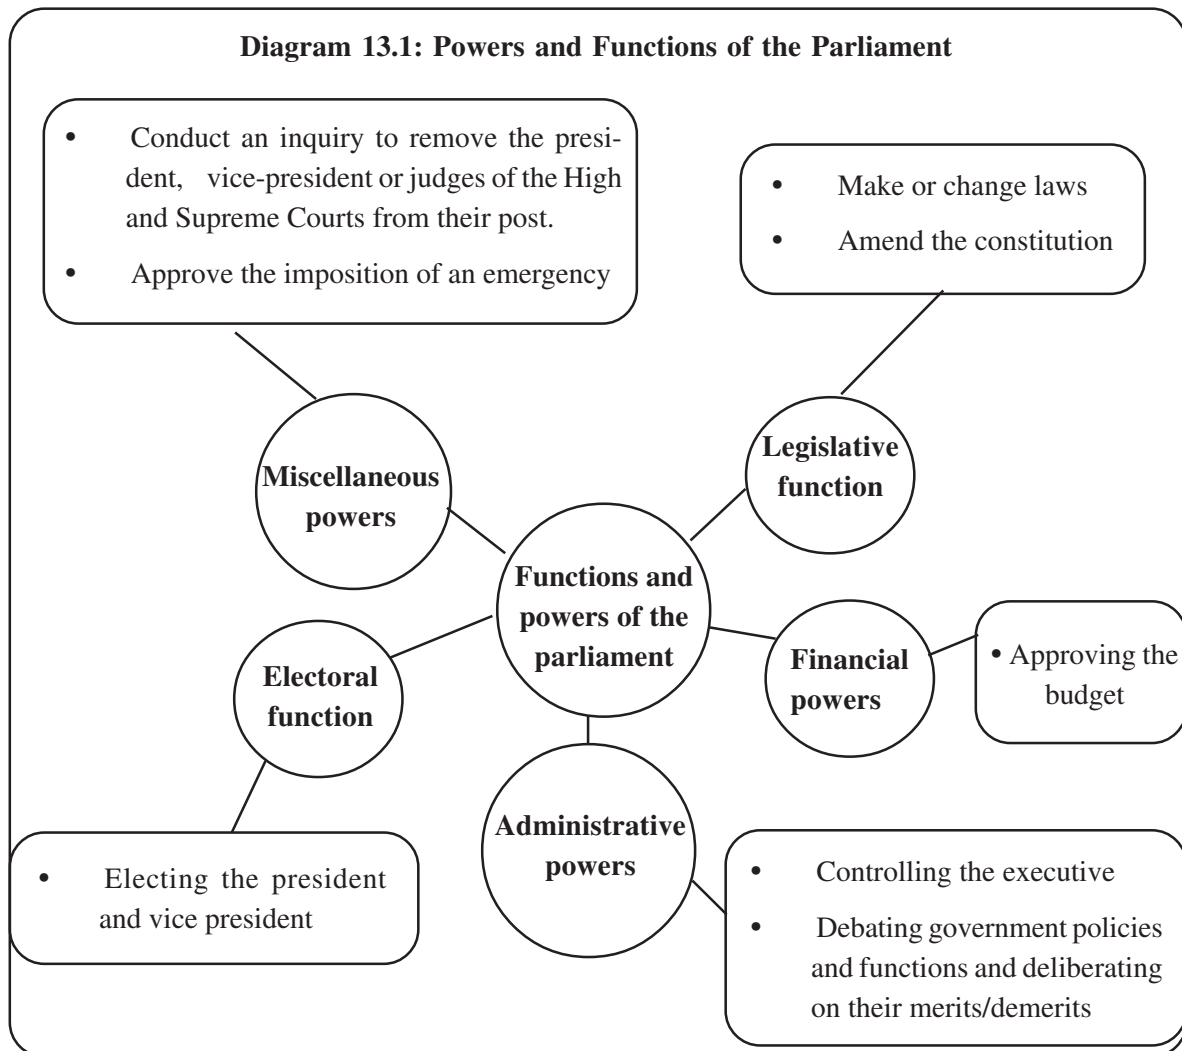 Diagram 13.1: Powers and Functions of the Parliament
• Conduct an inquiry to remove the presi-
dent, vice-president or judges of the High
and Supreme Courts from their post.
• Approve the imposition of an emergency
• Make or change laws
• Amend the constitution
Miscellaneous
powers
Legislative
function
Functions and
powers of the
parliament
Electoral
function
Financial
powers
• Approving the
budget
Administrative
powers
• Electing the president
and vice president
• Controlling the executive
• Debating government policies
and functions and deliberating
on their merits/demerits